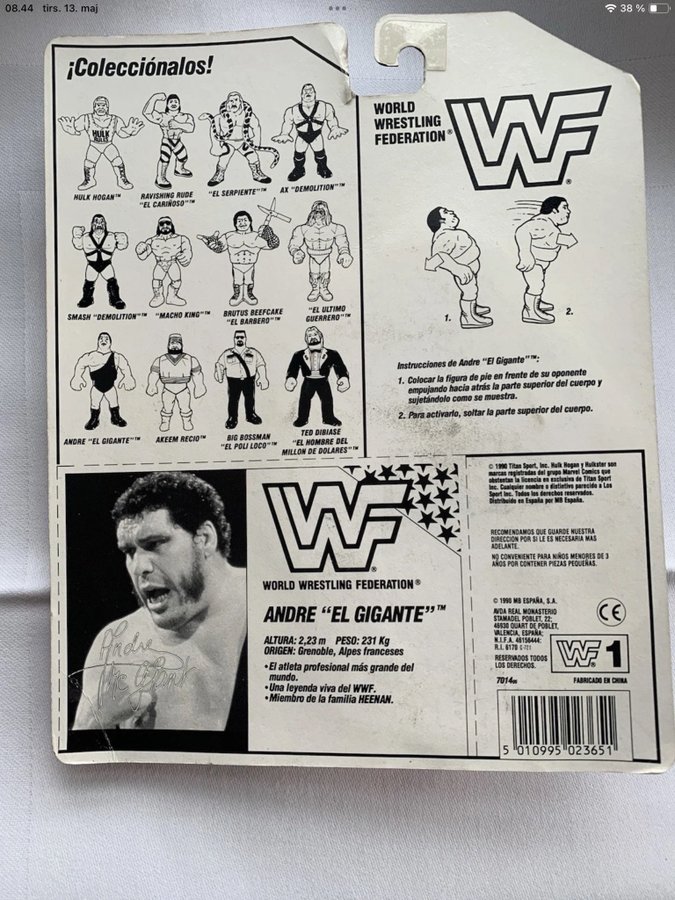 08.44 tirs. 13. maj
38 %
¡Colecciónalos!
HULK RULES
HULK HOGAN™
RAVISHING RUDE
"EL CARIÑOSO"™
"EL SERPIENTE"™
AX "DEMOLITION"™
SMASH "DEMOLITION"™
"MACHO KING"™
BRUTUS BEEFCAKE
"EL BARBERO"™
"EL ULTIMO
GUERRERO"™
ANDRE "EL GIGANTE"™
AKEEM RECIO™
BIG BOSSMAN
"EL POLI LOCO"™
TED DIBIASE
"EL HOMBRE DEL
MILLON DE DOLARES"™
WORLD
WRESTLING
FEDERATION®
WF®
1.
2.
Instrucciones de Andre "El Gigante"™:
1. Colocar la figura de pie en frente de su oponente
empujando hacia atrás la parte superior del cuerpo y
sujetándolo como se muestra.
2. Para activarlo, soltar la parte superior del cuerpo.
Andre
The Giant
WF®
WORLD WRESTLING FEDERATION®
ANDRE "EL GIGANTE"™
ALTURA: 2,23 m PESO: 231 Kg
ORIGEN: Grenoble, Alpes franceses
•El atleta profesional más grande del
mundo.
•Una leyenda viva del WWF.
•Miembro de la familia HEENAN.
© 1990 Titan Sport, Inc. Hulk Hogan y Hulkster son
marcas registradas del grupo Marvel Comics que
obstentan la licencia en exclusiva de Titan Sport
Inc. Cualquier nombre o distintivo parecido a Los
Sport Inc. Todos los derechos reservados.
Distribuido en España por MB España.
RECOMENDAMOS QUE GUARDE NUESTRA
DIRECCION POR SI LE ES NECESARIA MAS
ADELANTE.
NO CONVENIENTE PARA NIÑOS MENORES DE 3
AÑOS POR CONTENER PIEZAS PEQUEÑAS.
© 1990 MB ESPAÑA, S.A.
AVDA REAL MONASTERIO
STAMADEL POBLET, 22;
46930 QUART DE POBLET,
VALENCIA, ESPAÑA;
N.I.F.A. 46156444;
R.I. 6170
RESERVADOS TODOS
LOS DERECHOS.
CE
WF® 1
7014
FABRICADO EN CHINA
5 010995 023651